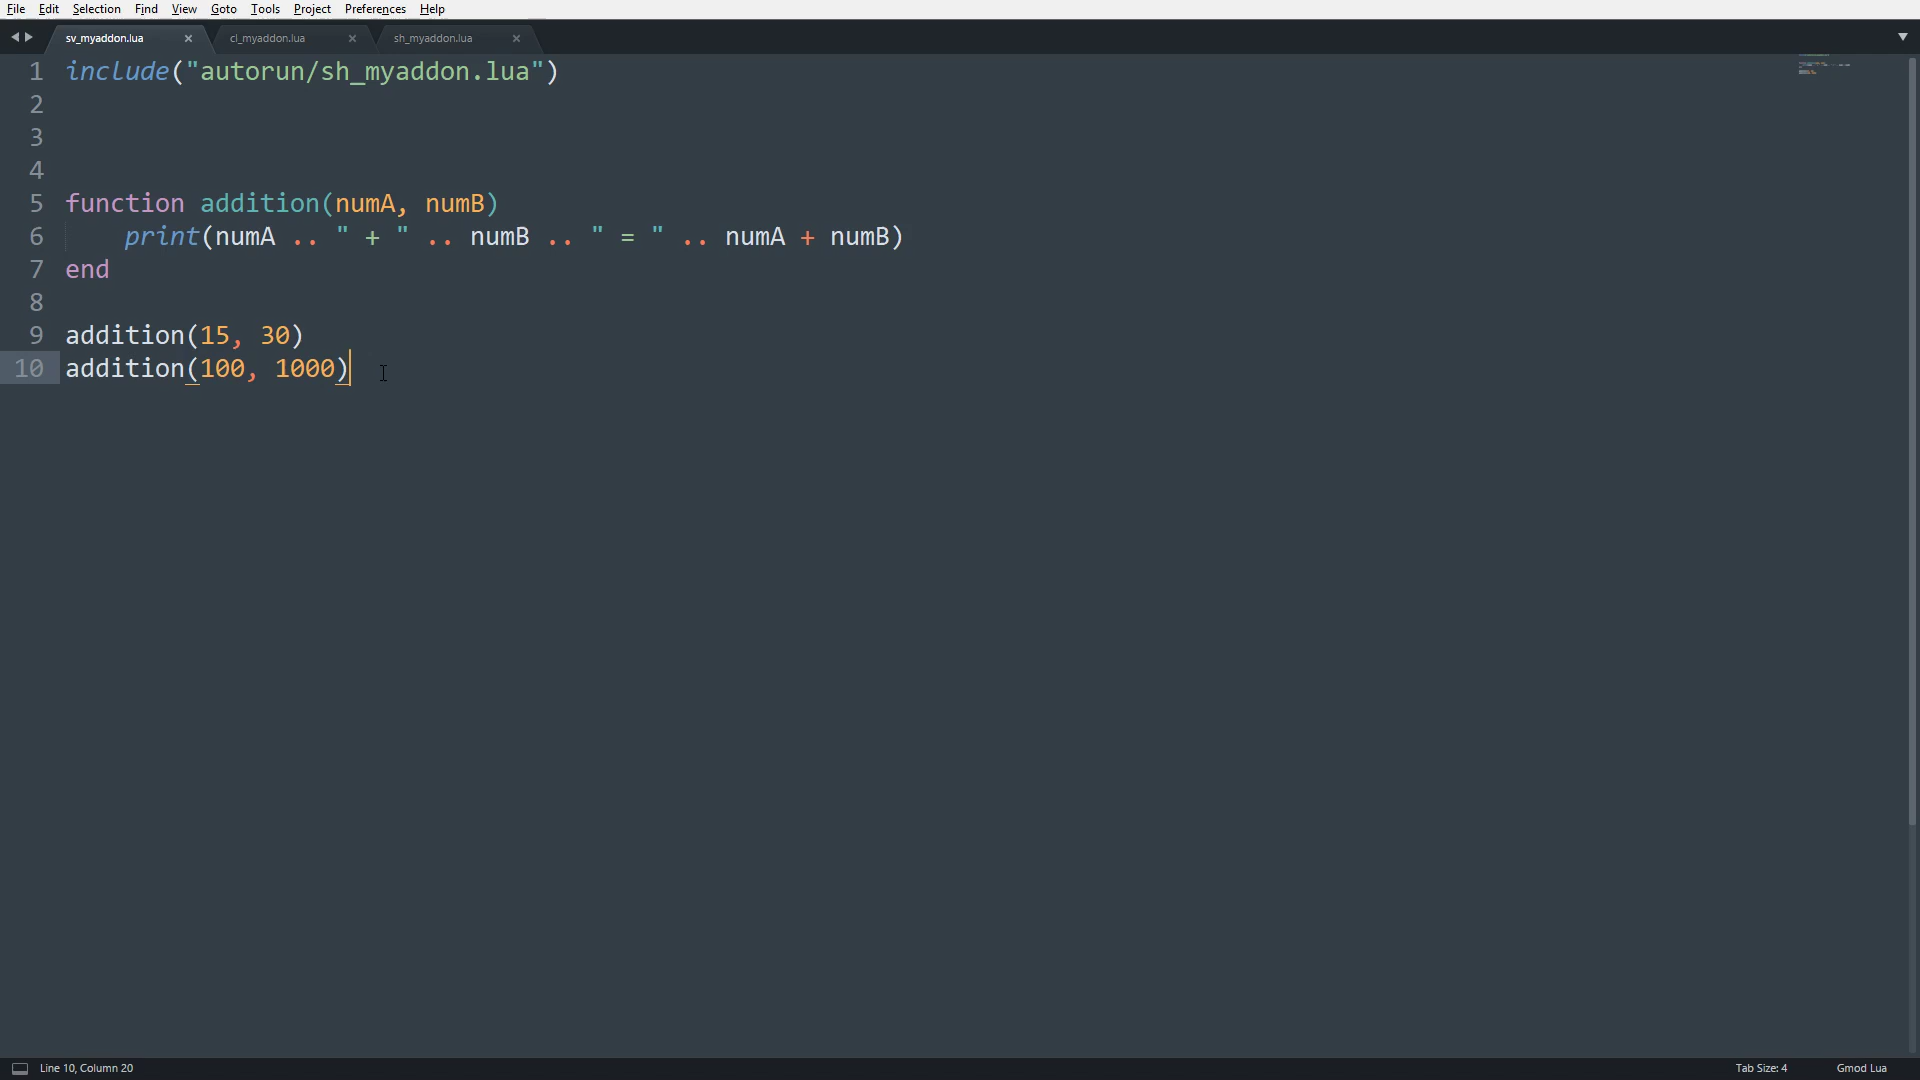 File Edit Selection Find View Goto Tools Project Preferences Help
sv_myaddon.lua × cl_myaddon.lua × sh_myaddon.lua ×
1 include("autorun/sh_myaddon.lua")
2
3
4
5 function addition(numA, numB)
6 print(numA .. " + " .. numB .. " = " .. numA + numB)
7 end
8
9 addition(15, 30)
10 addition(100, 1000)
Line 10, Column 20 Tab Size: 4 Gmod Lua